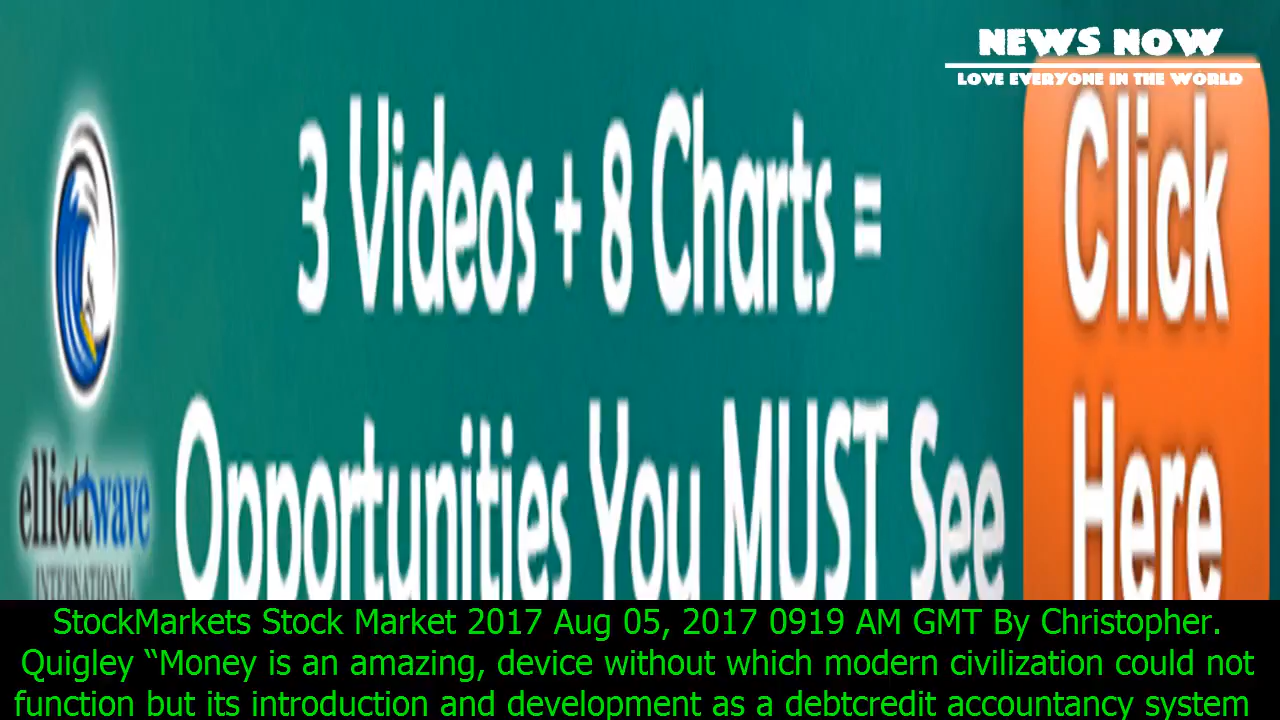 NEWS NOW
LOVE EVERYONE IN THE WORLD
3 Videos + 8 Charts =
Opportunities You MUST See
Click
Here
elliottwave
INTERNATIONAL
StockMarkets Stock Market 2017 Aug 05, 2017 0919 AM GMT By Christopher.
Quigley “Money is an amazing, device without which modern civilization could not
function but its introduction and development as a debtcredit accountancy system